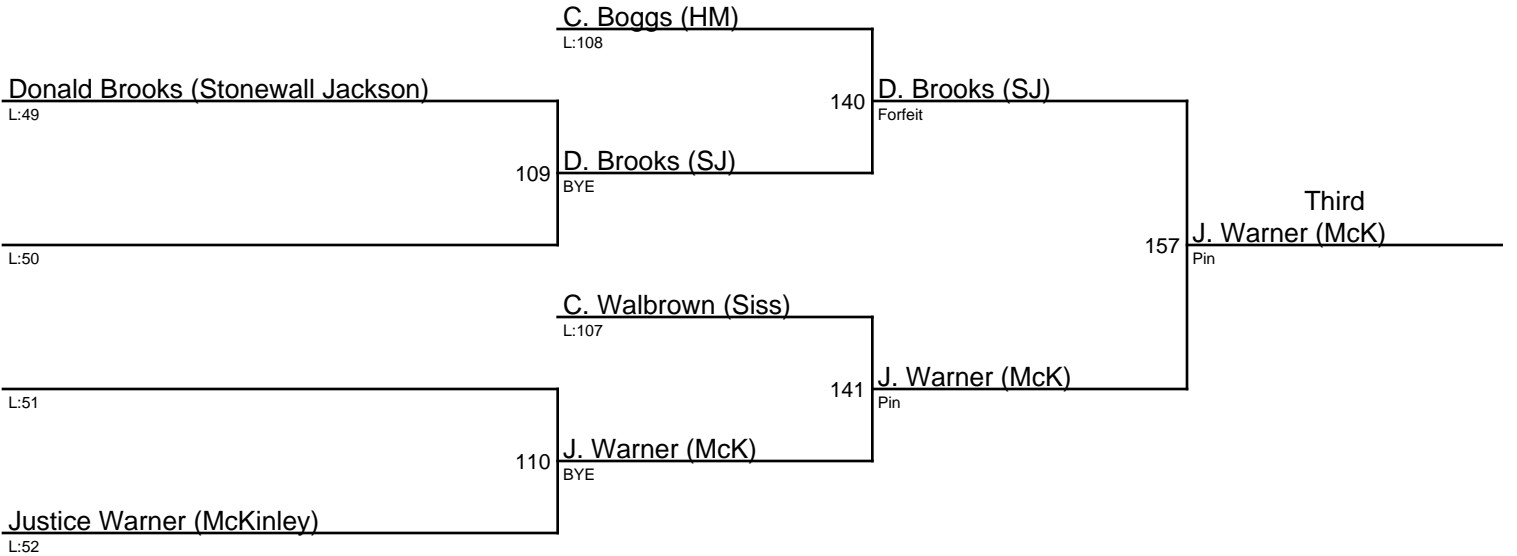 C. Boggs (HM)
L:108
Donald Brooks (Stonewall Jackson)
L:49
140
D. Brooks (SJ)
Forfeit
109
D. Brooks (SJ)
BYE
L:50
Third
157
J. Warner (McK)
Pin
C. Walbrown (Siss)
L:107
L:51
141
J. Warner (McK)
Pin
110
J. Warner (McK)
BYE
Justice Warner (McKinley)
L:52